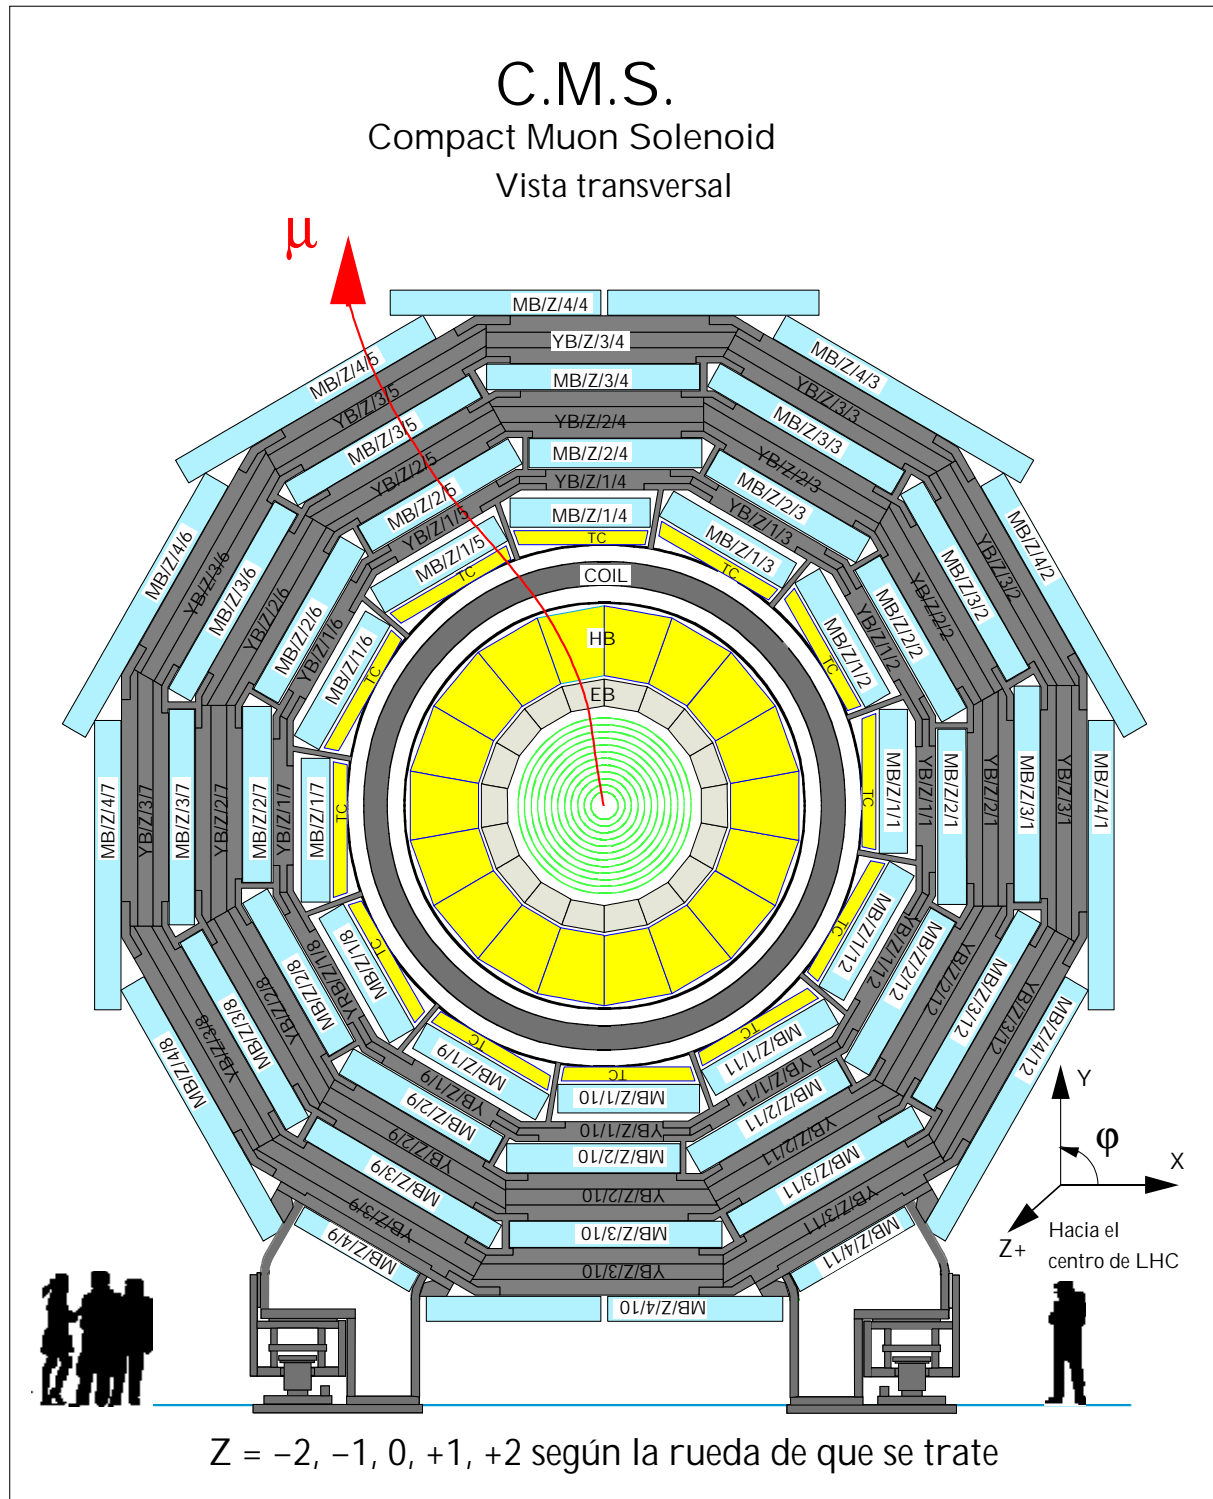 C.M.S.
Compact Muon Solenoid
Vista transversal
μ
MB/Z/4/4
YB/Z/3/4
MB/Z/3/4
YB/Z/2/4
MB/Z/2/4
YB/Z/1/4
MB/Z/1/4
TC
COIL
HB
EB
MB/Z/4/5
YB/Z/3/5
MB/Z/3/5
YB/Z/2/5
MB/Z/2/5
YB/Z/1/5
MB/Z/1/5
TC
MB/Z/4/3
YB/Z/3/3
MB/Z/3/3
YB/Z/2/3
MB/Z/2/3
YB/Z/1/3
MB/Z/1/3
TC
MB/Z/4/6
YB/Z/3/6
MB/Z/3/6
YB/Z/2/6
MB/Z/2/6
YB/Z/1/6
MB/Z/1/6
TC
MB/Z/4/2
YB/Z/3/2
MB/Z/3/2
YB/Z/2/2
MB/Z/2/2
YB/Z/1/2
MB/Z/1/2
TC
MB/Z/4/7
YB/Z/3/7
MB/Z/3/7
YB/Z/2/7
MB/Z/2/7
YB/Z/1/7
MB/Z/1/7
TC
TC
MB/Z/1/1
YB/Z/1/1
MB/Z/2/1
YB/Z/2/1
MB/Z/3/1
YB/Z/3/1
MB/Z/4/1
MB/Z/4/8
YB/Z/3/8
MB/Z/3/8
YB/Z/2/8
MB/Z/2/8
YRB/Z/1/8
MB/Z/1/8
TC
TC
MB/Z/1/12
YB/Z/1/12
MB/Z/2/12
YB/Z/2/12
MB/Z/3/12
YB/Z/3/12
MB/Z/4/12
TC
MB/Z/1/9
YB/Z/1/9
MB/Z/2/9
YB/Z/2/9
MB/Z/3/9
YB/Z/3/9
MB/Z/4/9
TC
MB/Z/1/11
YB/Z/1/11
MB/Z/2/11
YB/Z/2/11
MB/Z/3/11
YB/Z/3/11
MB/Z/4/11
TC
MB/Z/1/10
YB/Z/1/10
MB/Z/2/10
YB/Z/2/10
MB/Z/3/10
YB/Z/3/10
MB/Z/4/10
Y
φ
X
Z+
Hacia el
centro de LHC
Z = −2, −1, 0, +1, +2 según la rueda de que se trate